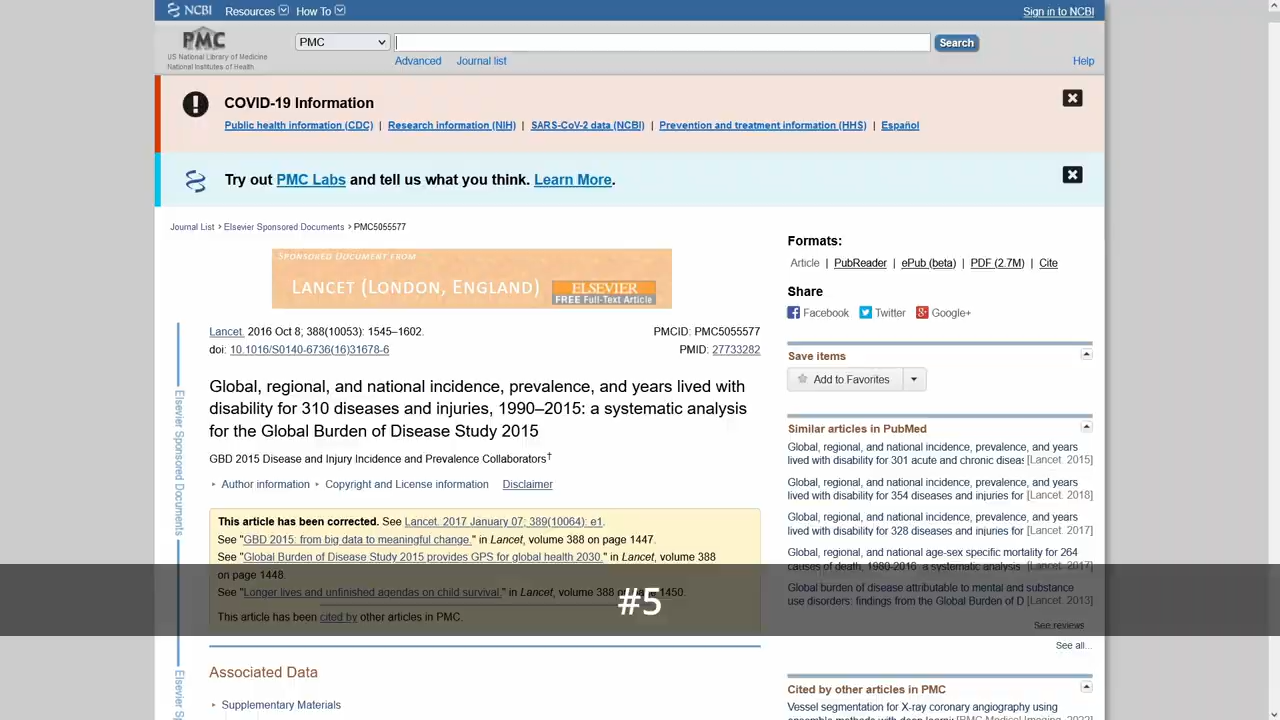 NCBI Resources How To Sign in to NCBI
PMC
US National Library of Medicine
National Institutes of Health
PMC Search
Advanced Journal list Help
COVID-19 Information
Public health information (CDC) | Research information (NIH) | SARS-CoV-2 data (NCBI) | Prevention and treatment information (HHS) | Español
Try out PMC Labs and tell us what you think. Learn More.
Journal List > Elsevier Sponsored Documents > PMC5055577
SPONSORED DOCUMENT FROM
LANCET (LONDON, ENGLAND)
ELSEVIER
FREE Full-Text Article
Lancet. 2016 Oct 8; 388(10053): 1545–1602. PMCID: PMC5055577
doi: 10.1016/S0140-6736(16)31678-6 PMID: 27733282
Global, regional, and national incidence, prevalence, and years lived with
disability for 310 diseases and injuries, 1990–2015: a systematic analysis
for the Global Burden of Disease Study 2015
GBD 2015 Disease and Injury Incidence and Prevalence Collaborators†
Author information Copyright and License information Disclaimer
This article has been corrected. See Lancet. 2017 January 07; 389(10064): e1.
See "GBD 2015: from big data to meaningful change." in Lancet, volume 388 on page 1447.
See "Global Burden of Disease Study 2015 provides GPS for global health 2030." in Lancet, volume 388
on page 1448.
See "Longer lives and unfinished agendas on child survival." in Lancet, volume 388 1450.
This article has been cited by other articles in PMC.
#5
Associated Data
Supplementary Materials
Elsevier Sponsored Documents
Formats:
Article | PubReader | ePub (beta) | PDF (2.7M) | Cite
Share
Facebook Twitter Google+
Save items
Add to Favorites
Similar articles in PubMed
Global, regional, and national incidence, prevalence, and years
lived with disability for 301 acute and chronic diseas [Lancet. 2015]
Global, regional, and national incidence, prevalence, and years
lived with disability for 354 diseases and injuries for [Lancet. 2018]
Global, regional, and national incidence, prevalence, and years
lived with disability for 328 diseases and injuries for [Lancet. 2017]
Global, regional, and national age-sex specific mortality for 264
causes of death, 1980-2016 a systematic analysis [Lancet. 2017]
Global burden of disease attributable to mental and substance
use disorders: findings from the Global Burden of D [Lancet. 2013]
See reviews
See all...
Cited by other articles in PMC
Vessel segmentation for X-ray coronary angiography using